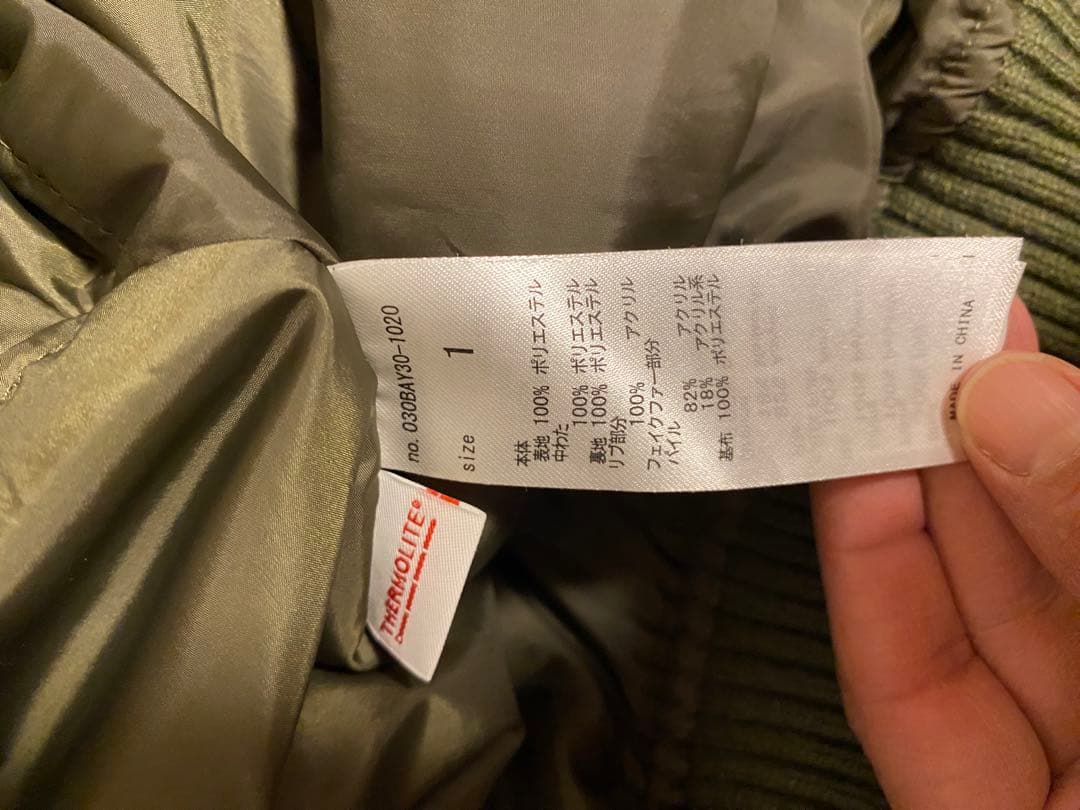 no. 030BAY30-1020
size 1
本体
表地 100% ポリエステル
中わた
100% ポリエステル
裏地 100% ポリエステル
リブ部分
100% アクリル
フェイクファー部分
パイル
82% アクリル
18% アクリル系
基布 100% ポリエステル
MADE IN CHINA
THERMOLITE®